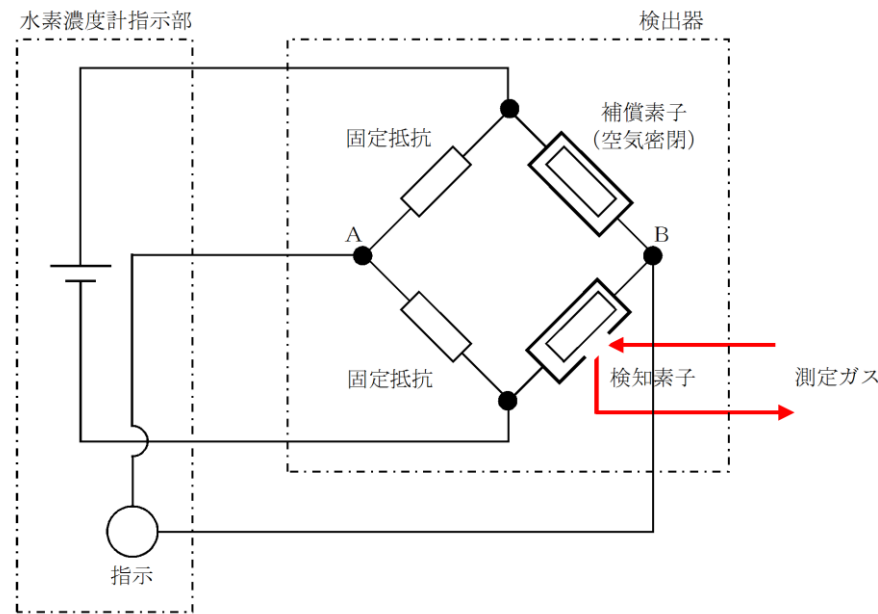 水素濃度計指示部
検出器
補償素子
（空気密閉）
固定抵抗
A
B
固定抵抗
検知素子
測定ガス
指示